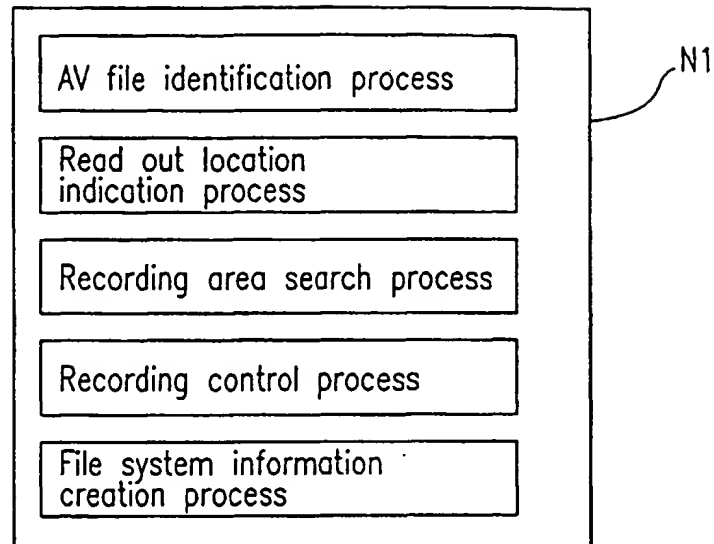 AV file identification process
N1
Read out location
indication process
Recording area search process
Recording control process
File system information
creation process